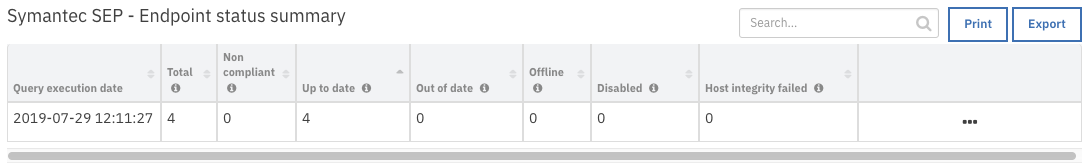 Symantec SEP - Endpoint status summary
Search...
Print
Export
Query execution date
Total
Non
compliant
Up to date
Out of date
Offline
Disabled
Host integrity failed
2019-07-29 12:11:27 4 0 4 0 0 0 0 •••